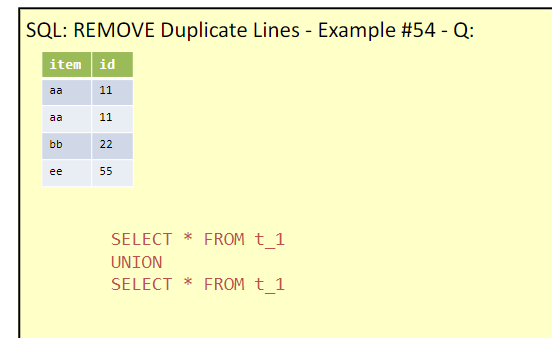 SQL: REMOVE Duplicate Lines - Example #54 - Q:
item id
aa 11
aa 11
bb 22
ee 55
SELECT * FROM t_1
UNION
SELECT * FROM t_1